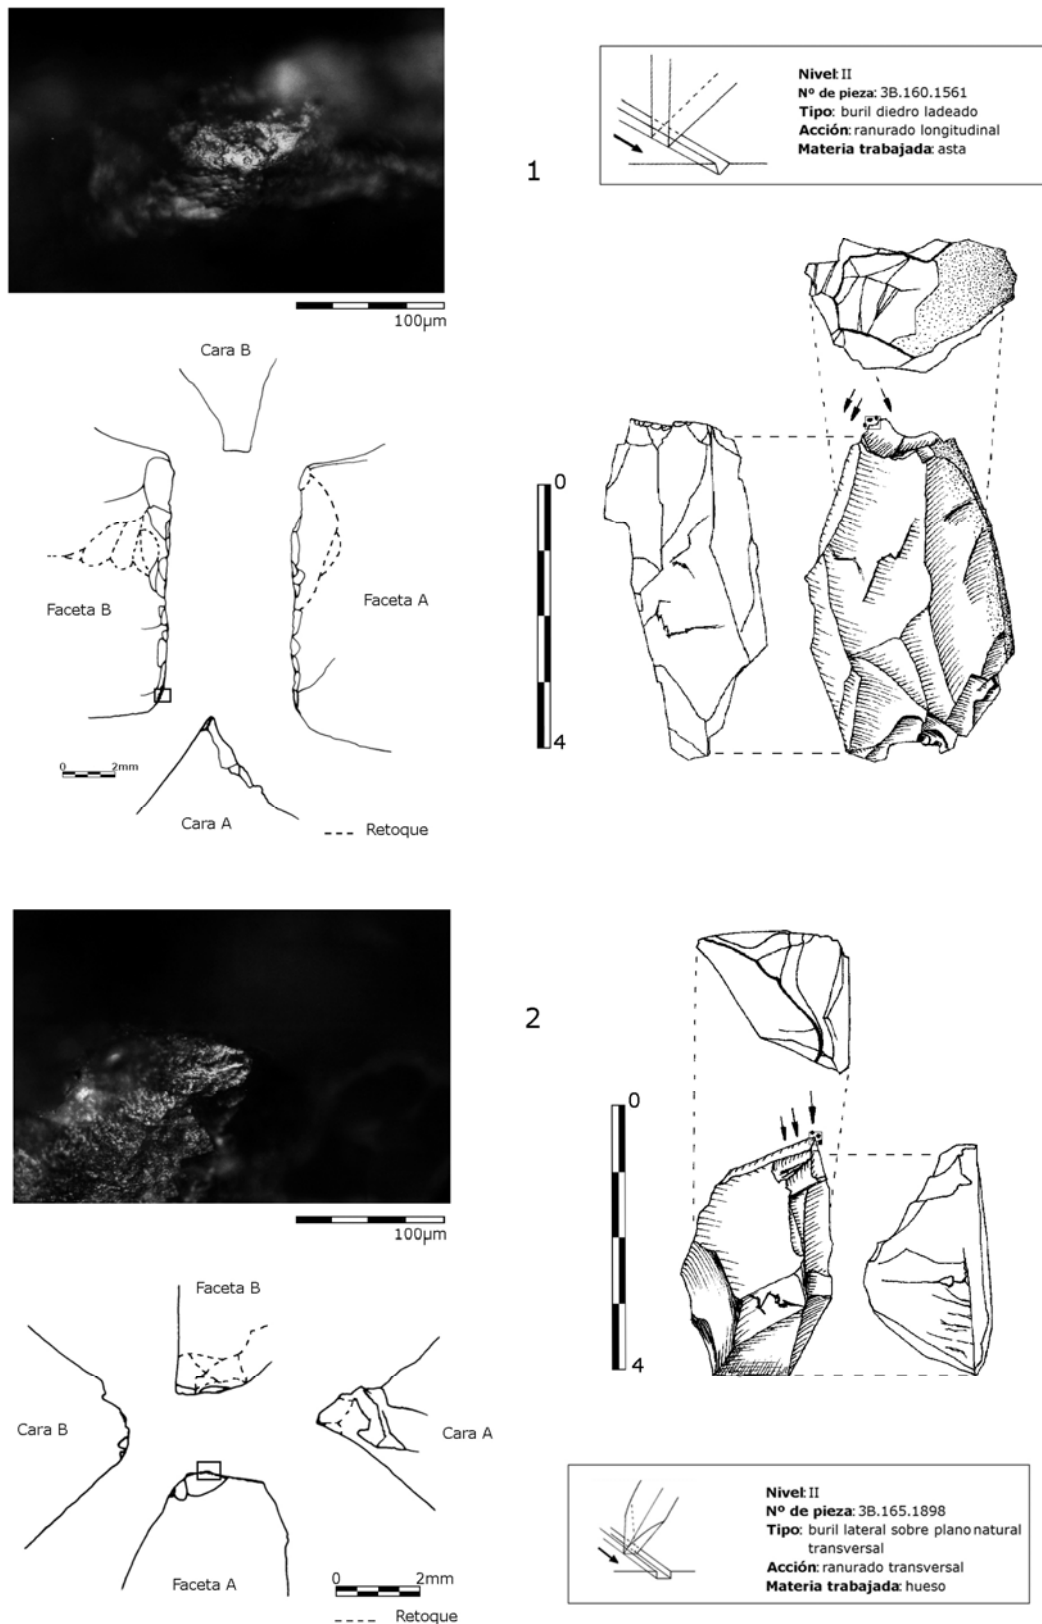 100µm
1
Nivel: II
Nº de pieza: 3B.160.1561
Tipo: buril diedro ladeado
Acción: ranurado longitudinal
Materia trabajada: asta
Cara B
Faceta B
Faceta A
0 2mm
Cara A
Retoque
0
4
100µm
2
0
4
Faceta B
Cara B
Cara A
Faceta A
0 2mm
Retoque
Nivel: II
Nº de pieza: 3B.165.1898
Tipo: buril lateral sobre plano natural
transversal
Acción: ranurado transversal
Materia trabajada: hueso